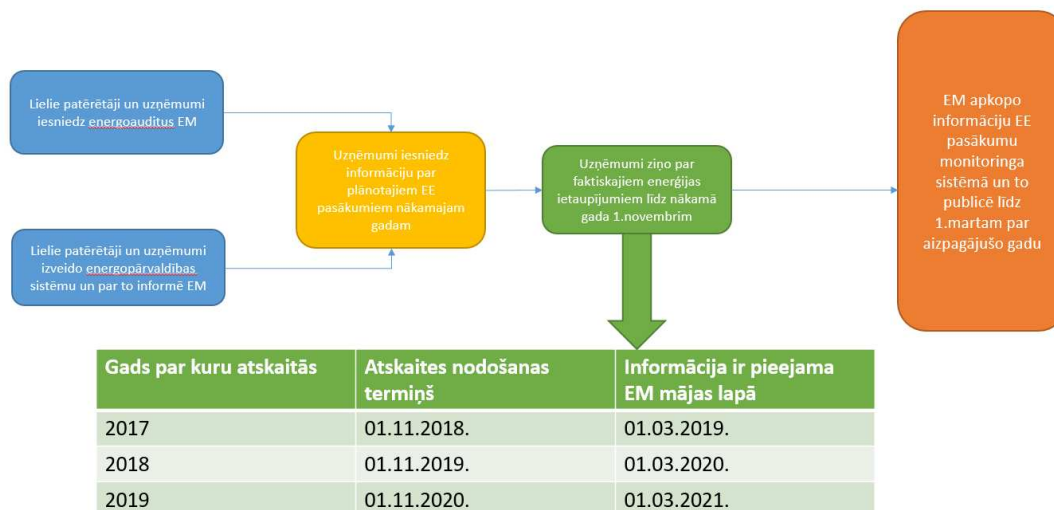 Lielie patērētāji un uzņēmumi
iesniedz energoauditus EM
Lielie patērētāji un uzņēmumi
izveido energopārvaldības
sistēmu un par to informē EM
Uzņēmumi iesniedz
informāciju par
plānotajiem EE
pasākumiem nākamajam
gadam
Uzņēmumi ziņo par
faktiskajiem enerģijas
ietaupījumiem līdz nākamā
gada 1.novembrim
EM apkopo
informāciju EE
pasākumu
monitoringa
sistēmā un to
publicē līdz
1.martam par
aizpagājušo gadu
Gads par kuru atskaitās
Atskaites nodošanas
termiņš
Informācija ir pieejama
EM mājas lapā
2017 01.11.2018. 01.03.2019.
2018 01.11.2019. 01.03.2020.
2019 01.11.2020. 01.03.2021.